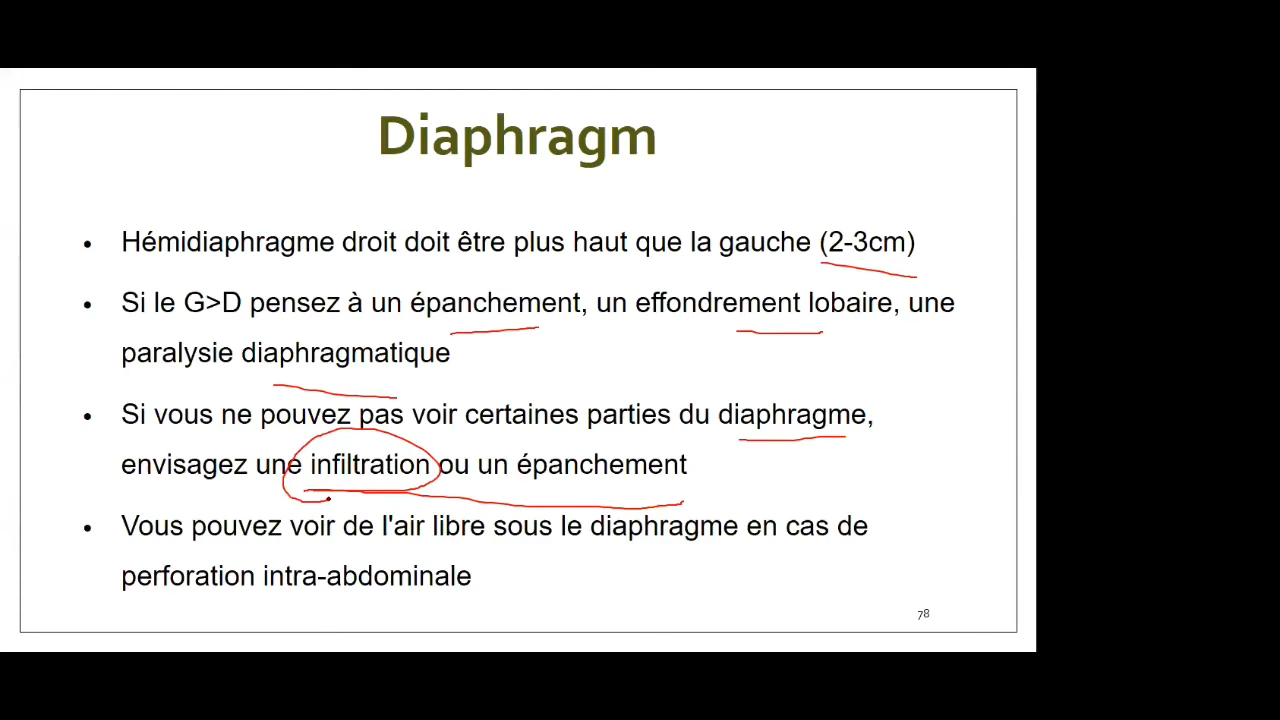 Diaphragm
• Hémidiaphragme droit doit être plus haut que la gauche (2-3cm)
• Si le G>D pensez à un épanchement, un effondrement lobaire, une
paralysie diaphragmatique
• Si vous ne pouvez pas voir certaines parties du diaphragme,
envisagez une infiltration ou un épanchement
• Vous pouvez voir de l'air libre sous le diaphragme en cas de
perforation intra-abdominale
78